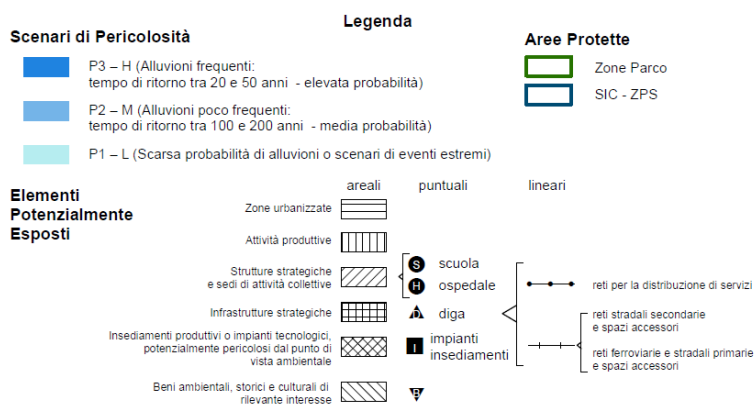 Legenda
Scenari di Pericolosità
P3 – H (Alluvioni frequenti:
tempo di ritorno tra 20 e 50 anni - elevata probabilità)
P2 – M (Alluvioni poco frequenti:
tempo di ritorno tra 100 e 200 anni - media probabilità)
P1 – L (Scarsa probabilità di alluvioni o scenari di eventi estremi)
Aree Protette
Zone Parco
SIC - ZPS
Elementi
Potenzialmente
Esposti
areali
puntuali
lineari
Zone urbanizzate
Attività produttive
Strutture strategiche
e sedi di attività collettive
S scuola
H ospedale
Infrastrutture strategiche
D diga
Insediamenti produttivi o impianti tecnologici,
potenzialmente pericolosi dal punto di
vista ambientale
I impianti
insediamenti
Beni ambientali, storici e culturali di
rilevante interesse
B
reti per la distribuzione di servizi
reti stradali secondarie
e spazi accessori
reti ferroviarie e stradali primarie
e spazi accessori